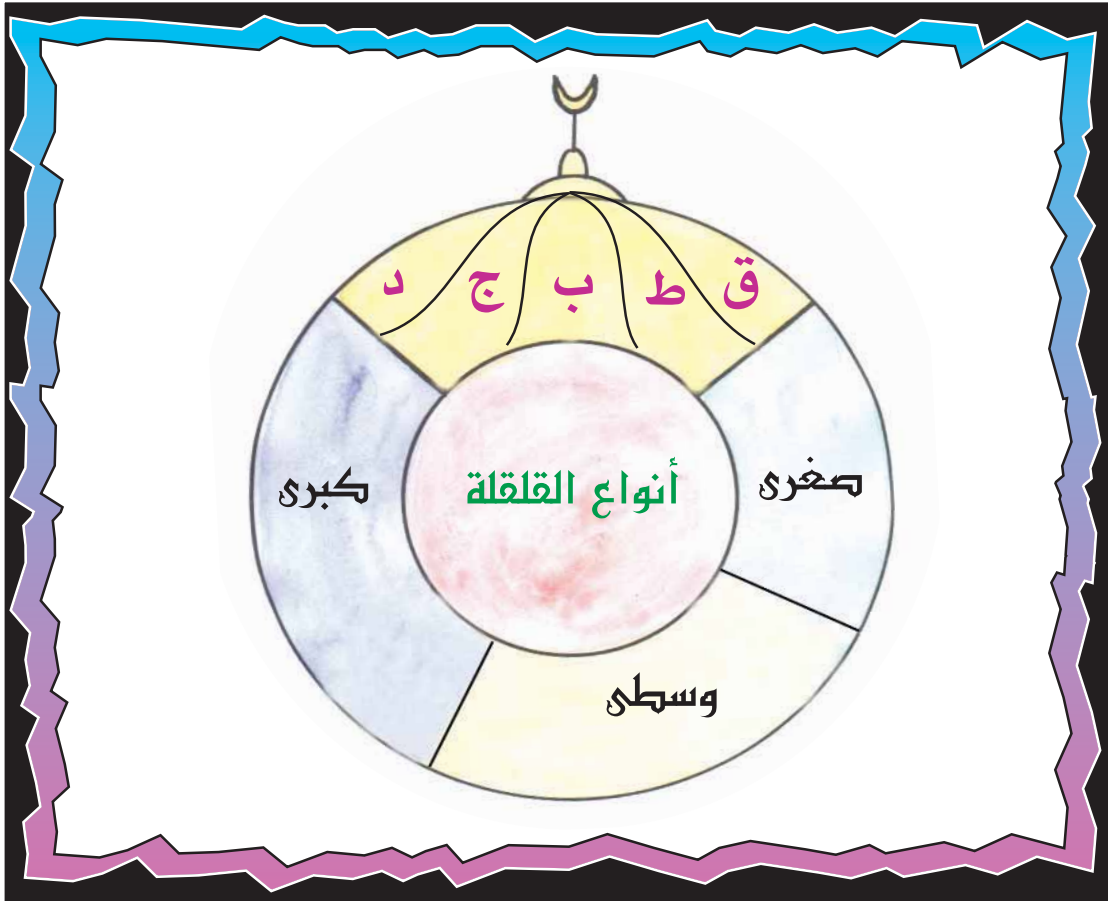 ق ط ب ج د
صغرى
أنواع القلقلة
كبرى
وسطى